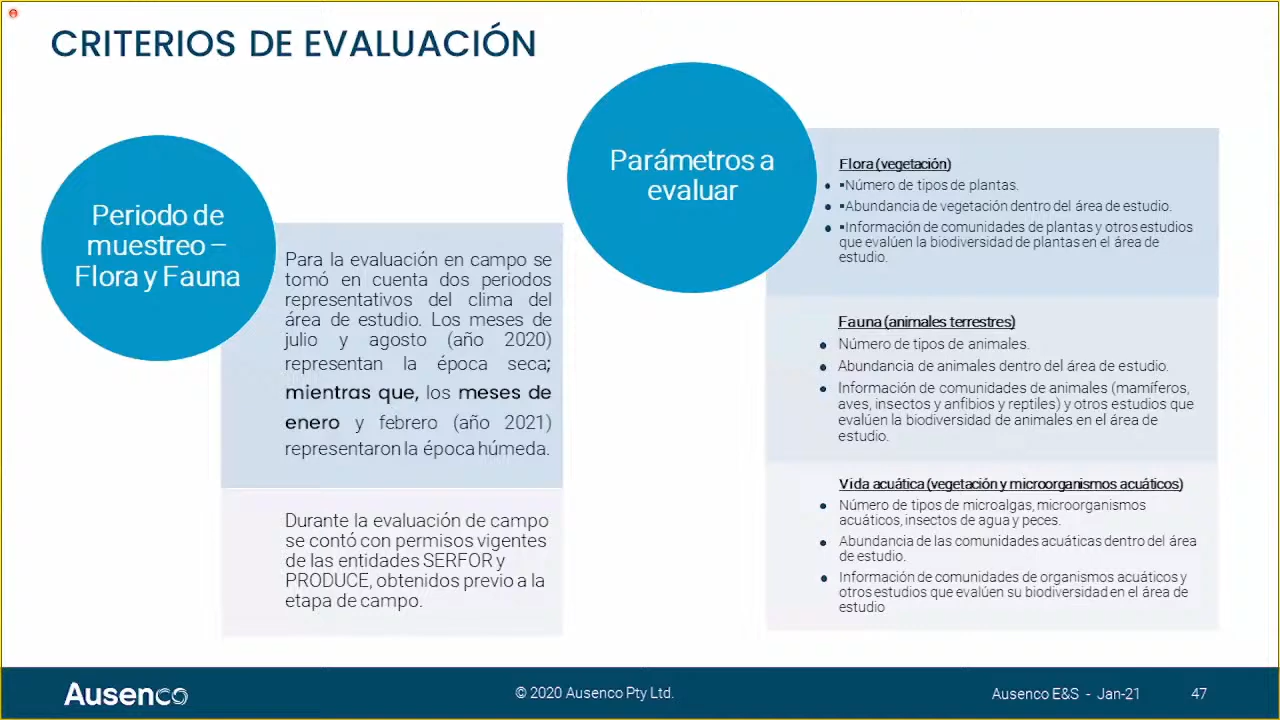 CRITERIOS DE EVALUACIÓN
Periodo de
muestreo –
Flora y Fauna
Para la evaluación en campo se
tomó en cuenta dos periodos
representativos del clima del
área de estudio. Los meses de
julio y agosto (año 2020)
representan la época seca;
mientras que, los meses de
enero y febrero (año 2021)
representaron la época húmeda.
Durante la evaluación de campo
se contó con permisos vigentes
de las entidades SERFOR y
PRODUCE, obtenidos previo a la
etapa de campo.
Parámetros a
evaluar
Flora (vegetación)
• ▪Número de tipos de plantas.
• ▪Abundancia de vegetación dentro del área de estudio.
• ▪Información de comunidades de plantas y otros estudios
que evalúen la biodiversidad de plantas en el área de
estudio.
Fauna (animales terrestres)
• Número de tipos de animales.
• Abundancia de animales dentro del área de estudio.
• Información de comunidades de animales (mamíferos,
aves, insectos y anfibios y reptiles) y otros estudios que
evalúen la biodiversidad de animales en el área de
estudio.
Vida acuática (vegetación y microorganismos acuáticos)
• Número de tipos de microalgas, microorganismos
acuáticos, insectos de agua y peces.
• Abundancia de las comunidades acuáticas dentro del área
de estudio.
• Información de comunidades de organismos acuáticos y
otros estudios que evalúen su biodiversidad en el área de
estudio
Ausenco
© 2020 Ausenco Pty Ltd.
Ausenco E&S - Jan-21
47